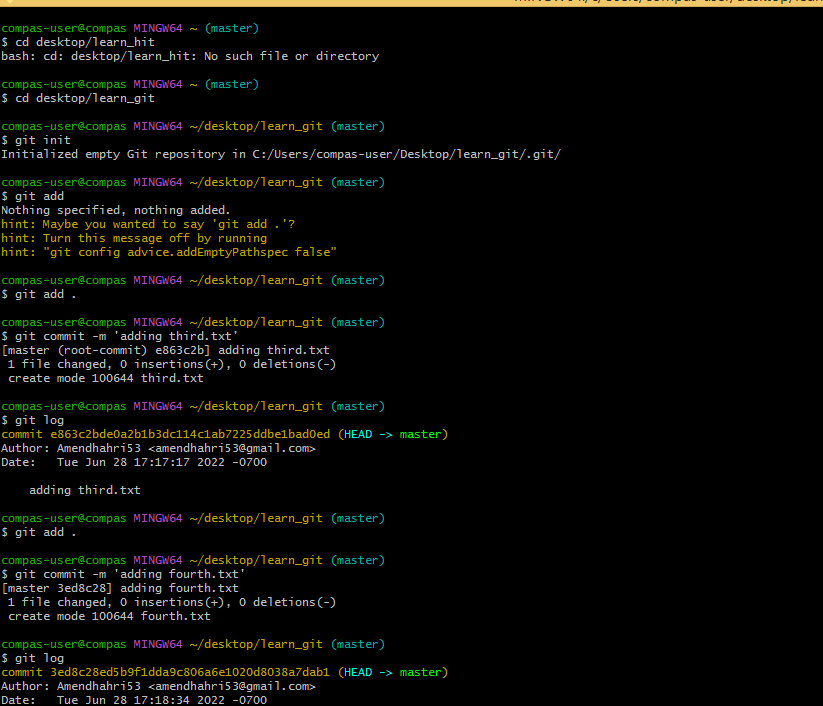 compas-user@compas MINGW64 ~ (master)
$ cd desktop/learn_hit
bash: cd: desktop/learn_hit: No such file or directory
compas-user@compas MINGW64 ~ (master)
$ cd desktop/learn_git
compas-user@compas MINGW64 ~/desktop/learn_git (master)
$ git init
Initialized empty Git repository in C:/Users/compas-user/Desktop/learn_git/.git/
compas-user@compas MINGW64 ~/desktop/learn_git (master)
$ git add
Nothing specified, nothing added.
hint: Maybe you wanted to say 'git add .'?
hint: Turn this message off by running
hint: "git config advice.addEmptyPathspec false"
compas-user@compas MINGW64 ~/desktop/learn_git (master)
$ git add .
compas-user@compas MINGW64 ~/desktop/learn_git (master)
$ git commit -m 'adding third.txt'
[master (root-commit) e863c2b] adding third.txt
 1 file changed, 0 insertions(+), 0 deletions(-)
 create mode 100644 third.txt
compas-user@compas MINGW64 ~/desktop/learn_git (master)
$ git log
commit e863c2bde0a2b1b3dc114c1ab7225ddbe1bad0ed (HEAD -> master)
Author: Amendhahri53 <amendhahri53@gmail.com>
Date:   Tue Jun 28 17:17:17 2022 -0700
    adding third.txt
compas-user@compas MINGW64 ~/desktop/learn_git (master)
$ git add .
compas-user@compas MINGW64 ~/desktop/learn_git (master)
$ git commit -m 'adding fourth.txt'
[master 3ed8c28] adding fourth.txt
 1 file changed, 0 insertions(+), 0 deletions(-)
 create mode 100644 fourth.txt
compas-user@compas MINGW64 ~/desktop/learn_git (master)
$ git log
commit 3ed8c28ed5b9f1dda9c806a6e1020d8038a7dab1 (HEAD -> master)
Author: Amendhahri53 <amendhahri53@gmail.com>
Date:   Tue Jun 28 17:18:34 2022 -0700